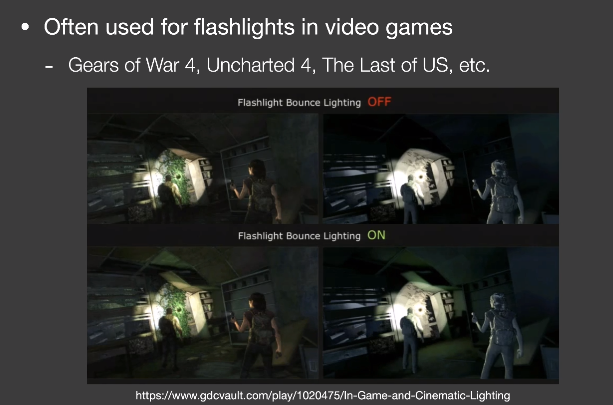 • Often used for flashlights in video games
- Gears of War 4, Uncharted 4, The Last of US, etc.
Flashlight Bounce Lighting OFF
Flashlight Bounce Lighting ON
https://www.gdcvault.com/play/1020475/In-Game-and-Cinematic-Lighting